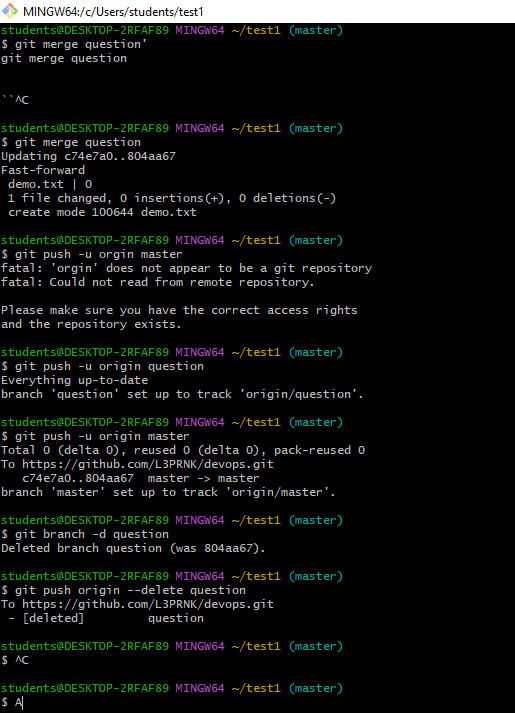 MINGW64:/c/Users/students/test1
students@DESKTOP-2RFAF89 MINGW64 ~/test1 (master)
$ git merge question'
git merge question
``^C
students@DESKTOP-2RFAF89 MINGW64 ~/test1 (master)
$ git merge question
Updating c74e7a0..804aa67
Fast-forward
 demo.txt | 0
 1 file changed, 0 insertions(+), 0 deletions(-)
 create mode 100644 demo.txt
students@DESKTOP-2RFAF89 MINGW64 ~/test1 (master)
$ git push -u orgin master
fatal: 'orgin' does not appear to be a git repository
fatal: Could not read from remote repository.
Please make sure you have the correct access rights
and the repository exists.
students@DESKTOP-2RFAF89 MINGW64 ~/test1 (master)
$ git push -u origin question
Everything up-to-date
branch 'question' set up to track 'origin/question'.
students@DESKTOP-2RFAF89 MINGW64 ~/test1 (master)
$ git push -u origin master
Total 0 (delta 0), reused 0 (delta 0), pack-reused 0
To https://github.com/L3PRNK/devops.git
   c74e7a0..804aa67  master -> master
branch 'master' set up to track 'origin/master'.
students@DESKTOP-2RFAF89 MINGW64 ~/test1 (master)
$ git branch -d question
Deleted branch question (was 804aa67).
students@DESKTOP-2RFAF89 MINGW64 ~/test1 (master)
$ git push origin --delete question
To https://github.com/L3PRNK/devops.git
 - [deleted]         question
students@DESKTOP-2RFAF89 MINGW64 ~/test1 (master)
$ ^C
students@DESKTOP-2RFAF89 MINGW64 ~/test1 (master)
$ A